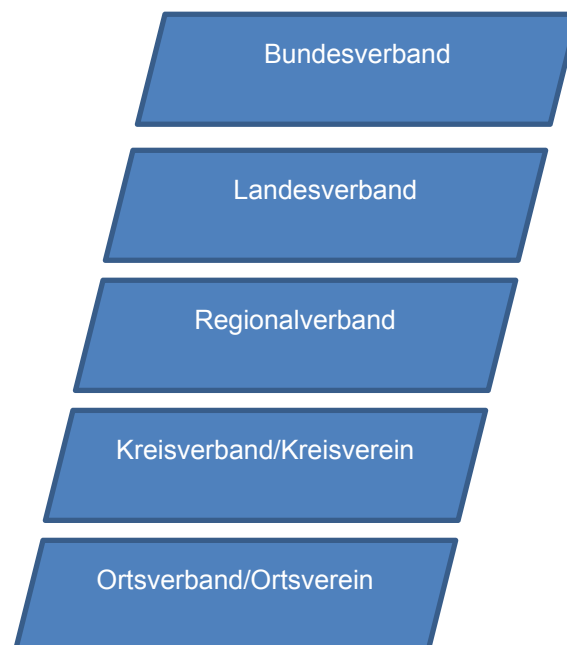 Bundesverband
Landesverband
Regionalverband
Kreisverband/Kreisverein
Ortsverband/Ortsverein